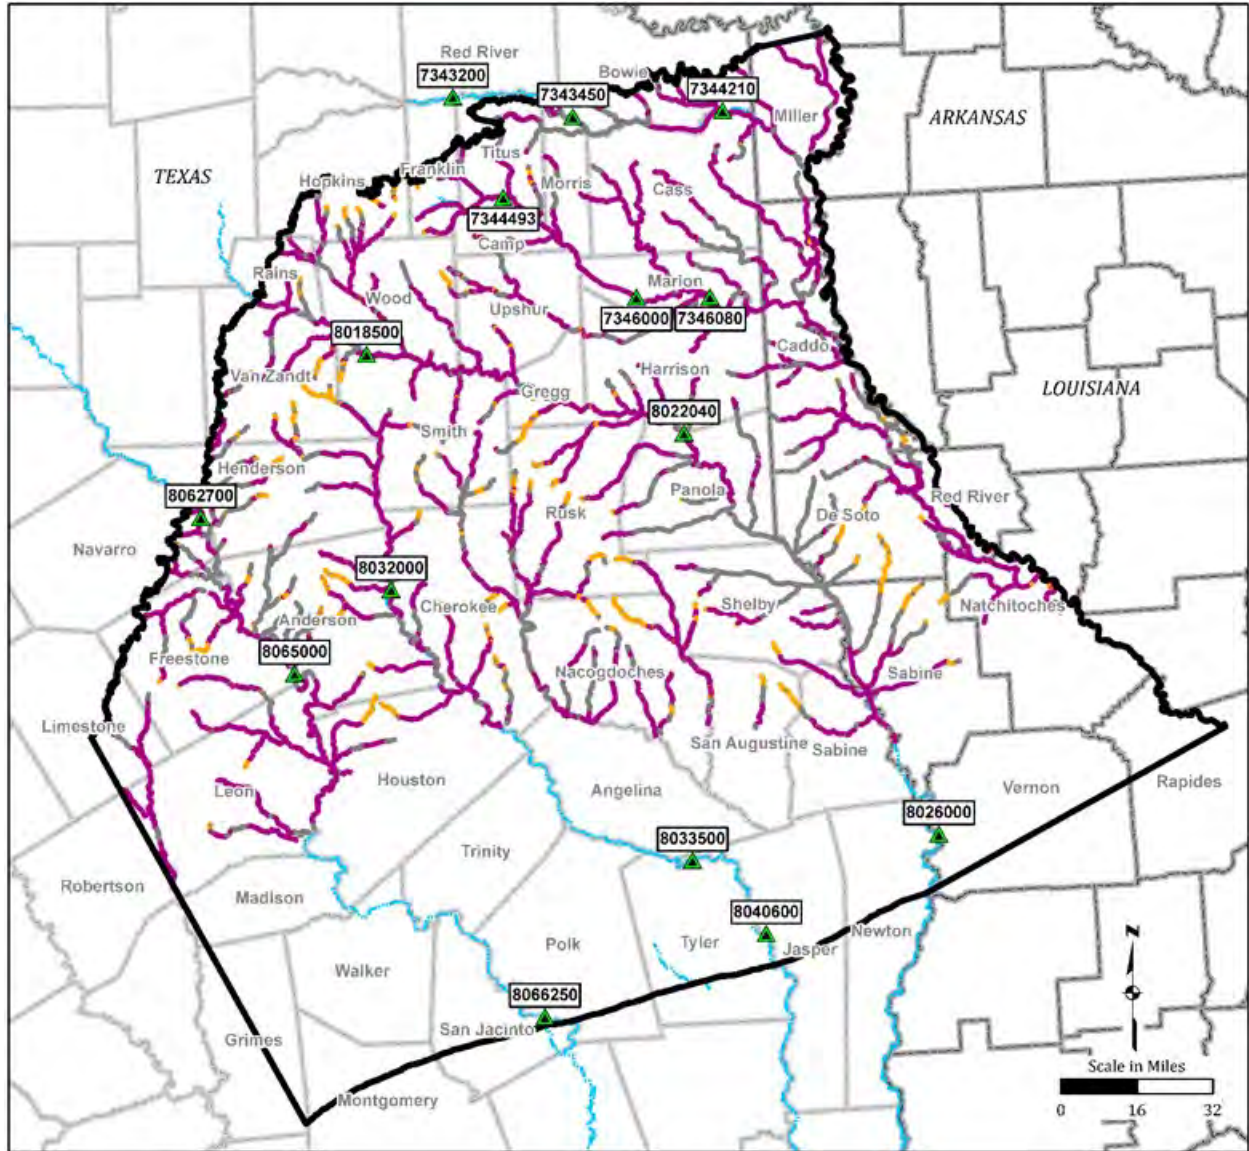 Red River
7343200
Bowie
7344210
7343450
Miller
ARKANSAS
Titus
TEXAS
Franklin
Hopkins
Morris
Cass
7344493
Camp
Rains
Marion
Wood
Upshur
7346000
7346080
8018500
Caddo
Van Zandt
Harrison
LOUISIANA
Gregg
8022040
Smith
Henderson
Panola
8062700
Red River
Rusk
De Soto
Navarro
8032000
Cherokee
Shelby
Natchitoches
Anderson
8065000
Freestone
Nacogdoches
Sabine
Limestone
San Augustine
Sabine
Houston
Leon
Angelina
Vernon
Rapides
8026000
8033500
Trinity
Robertson
Madison
8040600
Newton
Polk
Tyler
Jasper
Walker
N
8066250
San Jacinto
Grimes
Scale in Miles
Montgomery
0 16 32